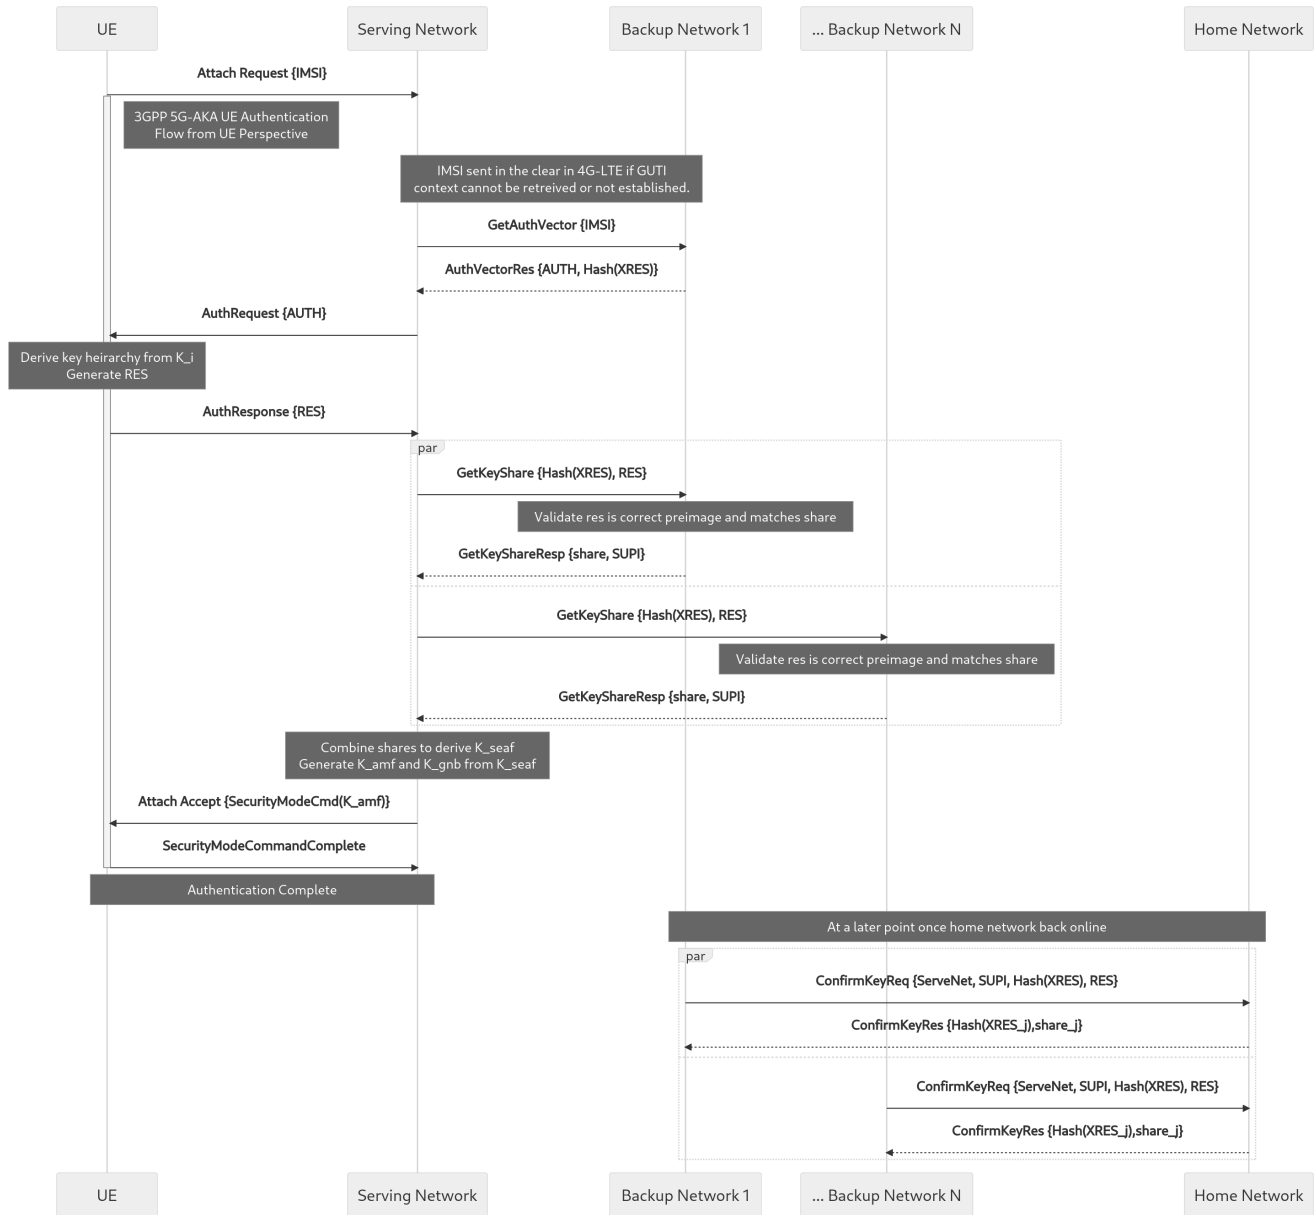 UE
Serving Network
Backup Network 1
... Backup Network N
Home Network
Attach Request {IMSI}
3GPP 5G-AKA UE Authentication
Flow from UE Perspective
IMSI sent in the clear in 4G-LTE if GUTI
context cannot be retreived or not established.
GetAuthVector {IMSI}
AuthVectorRes {AUTH, Hash(XRES)}
AuthRequest {AUTH}
Derive key heirarchy from K_i
Generate RES
AuthResponse {RES}
par
GetKeyShare {Hash(XRES), RES}
Validate res is correct preimage and matches share
GetKeyShareResp {share, SUPI}
GetKeyShare {Hash(XRES), RES}
Validate res is correct preimage and matches share
GetKeyShareResp {share, SUPI}
Combine shares to derive K_seaf
Generate K_amf and K_gnb from K_seaf
Attach Accept {SecurityModeCmd(K_amf)}
SecurityModeCommandComplete
Authentication Complete
At a later point once home network back online
par
ConfirmKeyReq {ServeNet, SUPI, Hash(XRES), RES}
ConfirmKeyRes {Hash(XRES_j),share_j}
ConfirmKeyReq {ServeNet, SUPI, Hash(XRES), RES}
ConfirmKeyRes {Hash(XRES_j),share_j}
UE
Serving Network
Backup Network 1
... Backup Network N
Home Network